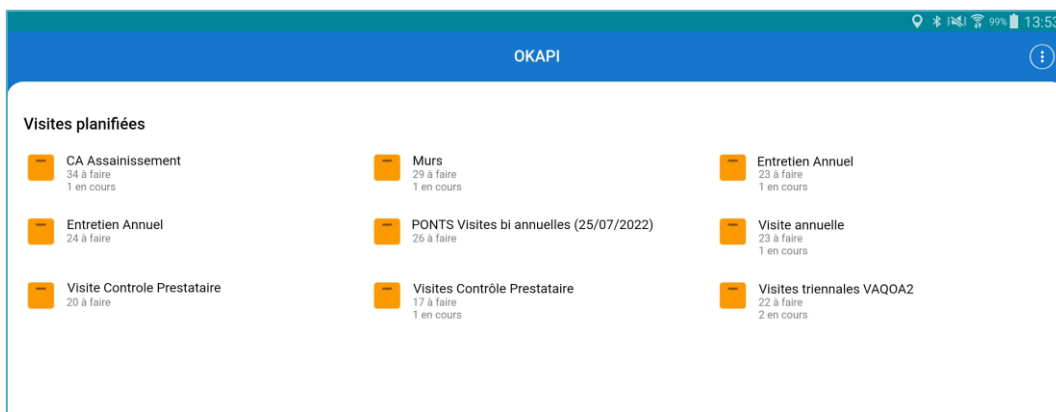 99% 13:53
OKAPI
Visites planifiées
CA Assainissement
34 à faire
1 en cours
Murs
29 à faire
1 en cours
Entretien Annuel
23 à faire
1 en cours
Entretien Annuel
24 à faire
PONTS Visites bi annuelles (25/07/2022)
26 à faire
Visite annuelle
23 à faire
1 en cours
Visite Controle Prestataire
20 à faire
Visites Contrôle Prestataire
17 à faire
1 en cours
Visites triennales VAQOA2
22 à faire
2 en cours